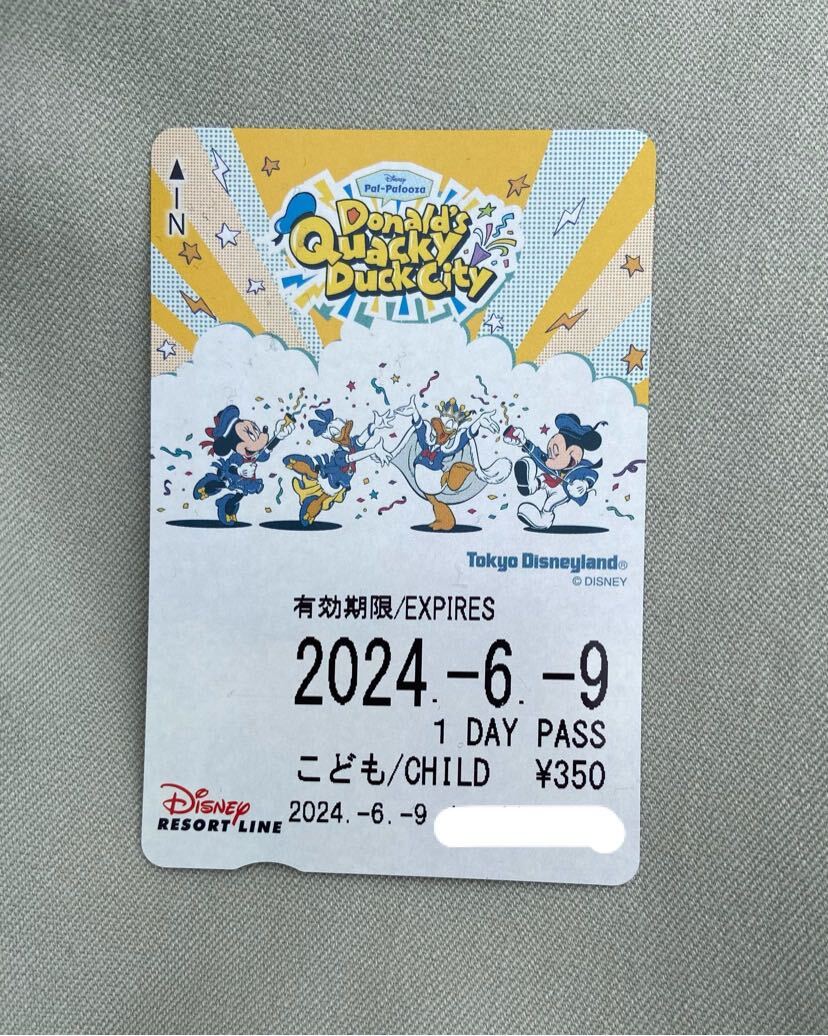 ▲IN
Disney
Pal-Palooza
Donald's
Quacky
Duck City
Tokyo Disneyland®
© DISNEY
有効期限/EXPIRES
2024.-6.-9
1 DAY PASS
こども/CHILD ¥350
Disney
RESORT LINE
2024.-6.-9